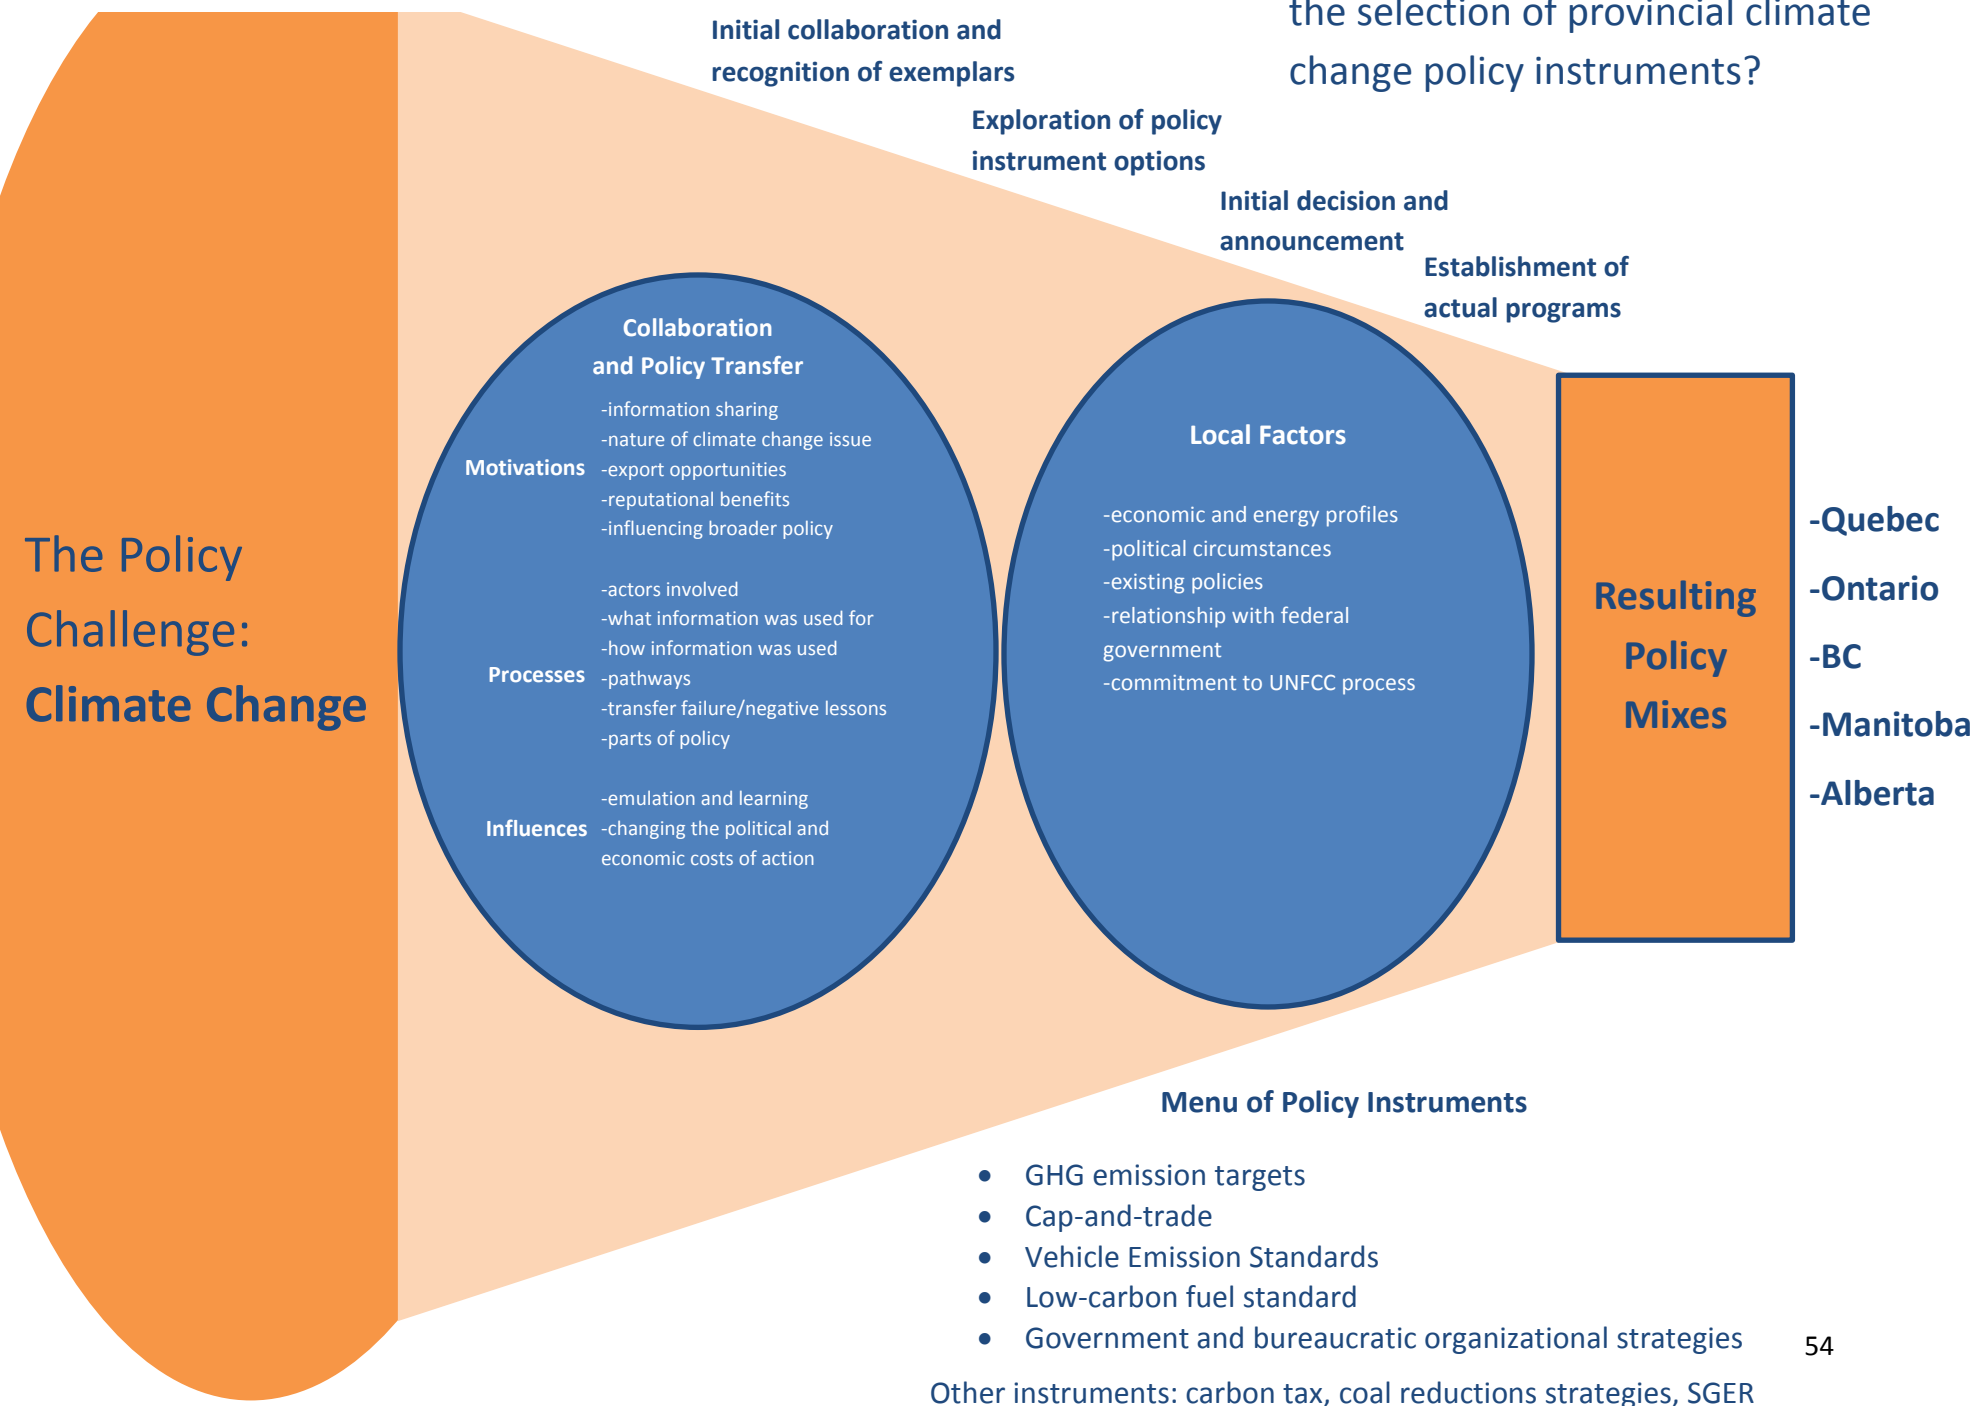 the selection of provincial climate
change policy instruments?
Initial collaboration and
recognition of exemplars
Exploration of policy
instrument options
Initial decision and
announcement
Establishment of
actual programs
The Policy
Challenge:
Climate Change
Collaboration
and Policy Transfer
Motivations
-information sharing
-nature of climate change issue
-export opportunities
-reputational benefits
-influencing broader policy
Processes
-actors involved
-what information was used for
-how information was used
-pathways
-transfer failure/negative lessons
-parts of policy
Influences
-emulation and learning
-changing the political and
economic costs of action
Local Factors
-economic and energy profiles
-political circumstances
-existing policies
-relationship with federal
government
-commitment to UNFCC process
Resulting
Policy
Mixes
-Quebec
-Ontario
-BC
-Manitoba
-Alberta
Menu of Policy Instruments
• GHG emission targets
• Cap-and-trade
• Vehicle Emission Standards
• Low-carbon fuel standard
• Government and bureaucratic organizational strategies
Other instruments: carbon tax, coal reductions strategies, SGER
54